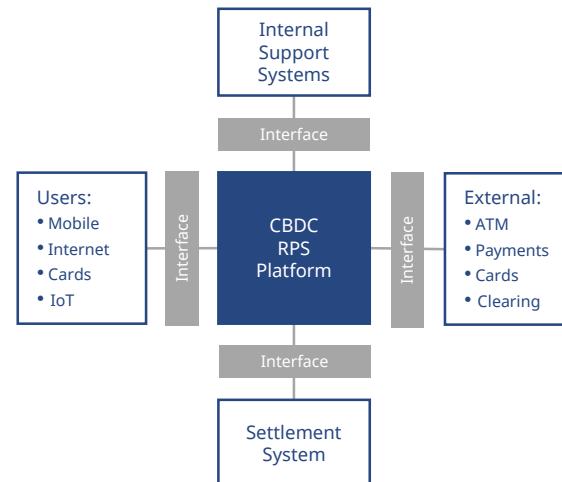 Internal
Support
Systems
Interface
Users:
• Mobile
• Internet
• Cards
• IoT
Interface
CBDC
RPS
Platform
Interface
External:
• ATM
• Payments
• Cards
• Clearing
Interface
Settlement
System